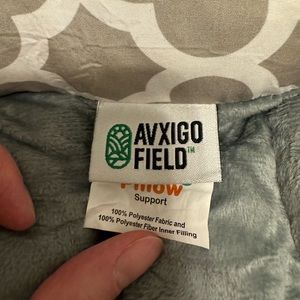 AVXIGO
FIELD™
Pillow
Support
100% Polyester Fabric and
100% Polyester Fiber Inner Filling